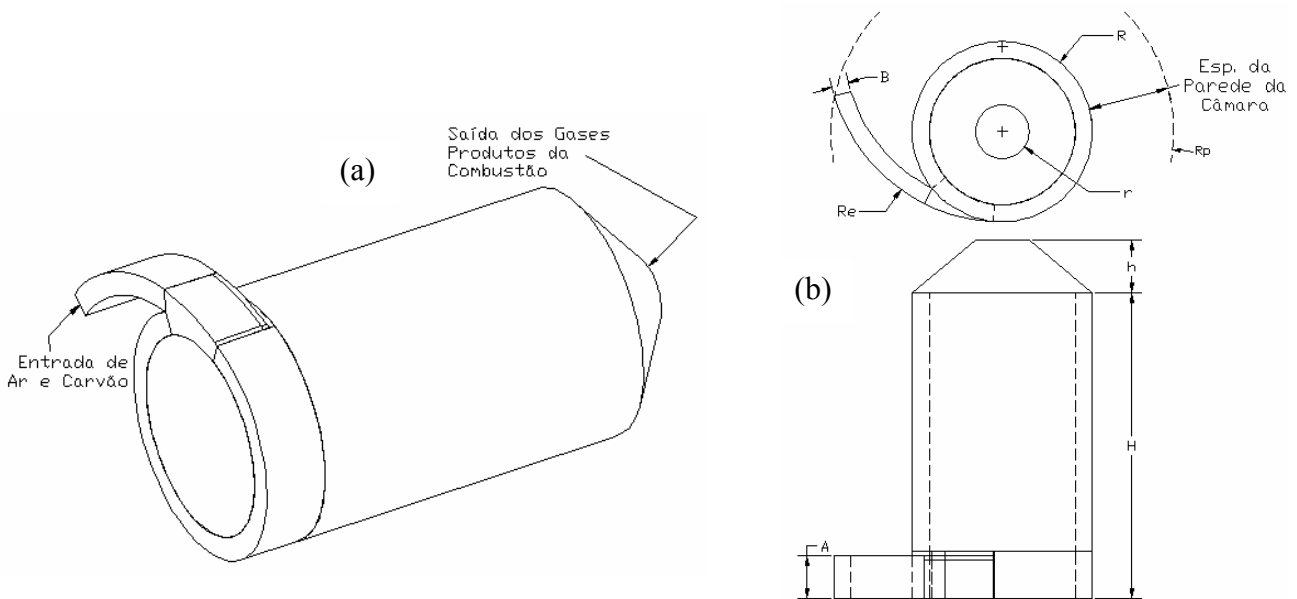 (a)
Saída dos Gases
Produtos da
Combustão
Entrada de
Ar e Carvão
(b)
R
B
Esp. da
Parede da
Câmara
Rp
r
Re
h
H
A